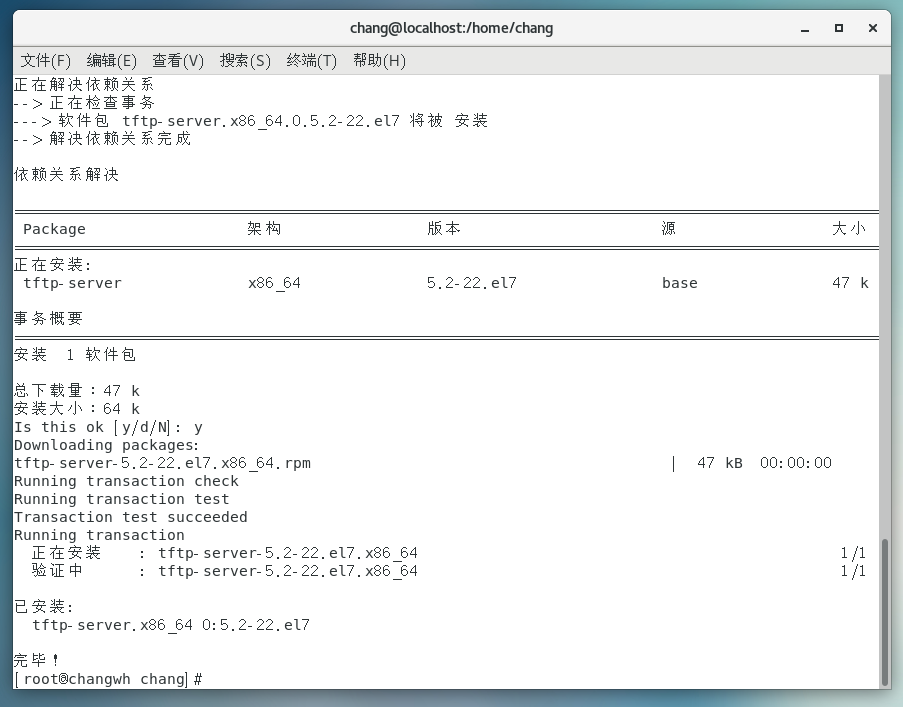 chang@localhost:/home/chang
文件(F) 编辑(E) 查看(V) 搜索(S) 终端(T) 帮助(H)
正在解决依赖关系
--> 正在检查事务
---> 软件包 tftp-server.x86_64.0.5.2-22.el7 将被 安装
--> 解决依赖关系完成
依赖关系解决
Package 架构 版本 源 大小
正在安装:
tftp-server x86_64 5.2-22.el7 base 47 k
事务概要
安装 1 软件包
总下载量：47 k
安装大小：64 k
Is this ok [y/d/N]: y
Downloading packages:
tftp-server-5.2-22.el7.x86_64.rpm | 47 kB 00:00:00
Running transaction check
Running transaction test
Transaction test succeeded
Running transaction
正在安装 : tftp-server-5.2-22.el7.x86_64 1/1
验证中 : tftp-server-5.2-22.el7.x86_64 1/1
已安装:
tftp-server.x86_64 0:5.2-22.el7
完毕！
[root@changwh chang]#